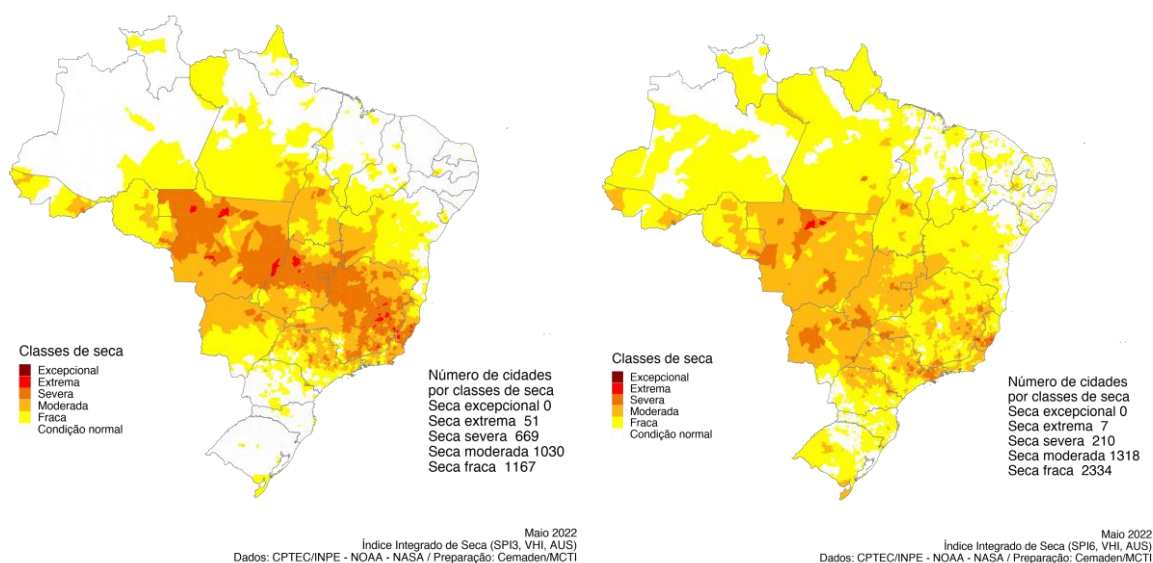 Classes de seca
Excepcional
Extrema
Severa
Moderada
Fraca
Condição normal
Número de cidades
por classes de seca
Seca excepcional 0
Seca extrema 51
Seca severa 669
Seca moderada 1030
Seca fraca 1167
Maio 2022
Índice Integrado de Seca (SPI3, VHI, AUS)
Dados: CPTEC/INPE - NOAA - NASA / Preparação: Cemaden/MCTI
Classes de seca
Excepcional
Extrema
Severa
Moderada
Fraca
Condição normal
Número de cidades
por classes de seca
Seca excepcional 0
Seca extrema 7
Seca severa 210
Seca moderada 1318
Seca fraca 2334
Maio 2022
Índice Integrado de Seca (SPI6, VHI, AUS)
Dados: CPTEC/INPE - NOAA - NASA / Preparação: Cemaden/MCTI